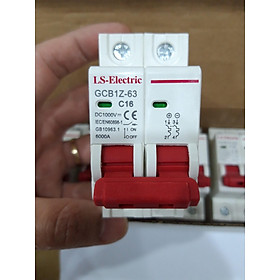 LS-Electric
GCB1Z-63
C16
DC1000V
IEC/EN60898-1
GB10963.1
6000A
ON
OFF